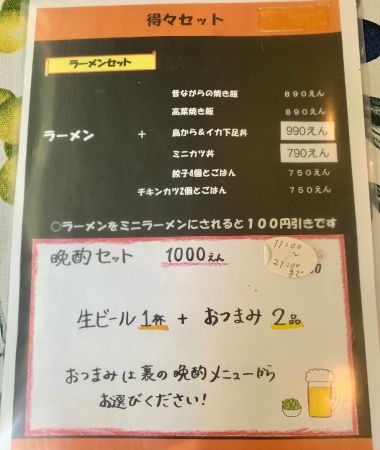 得々セット
ラーメンセット
昔ながらの焼き飯 890えん
高菜焼き飯 890えん
ラーメン + 鳥から&イカ下足丼 990えん
ミニカツ丼 790えん
餃子4個とごはん 750えん
チキンカツ2個とごはん 750えん
○ラーメンをミニラーメンにされると100円引きです
晩酌セット 1000えん
11:00
~
21:00
まで
生ビール1杯 + おつまみ2品
おつまみは裏の晩酌メニューから
お選びください!